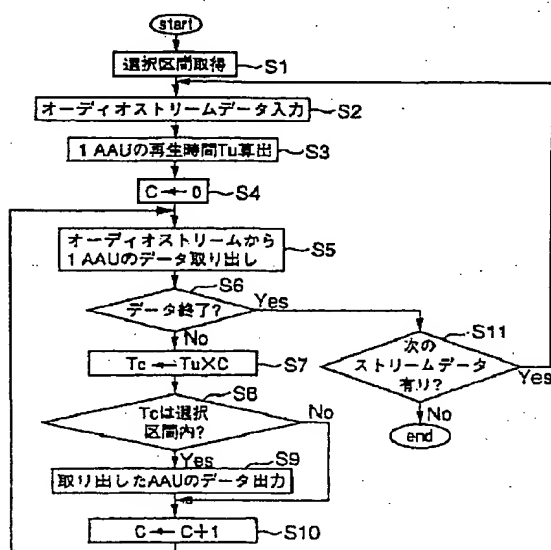 start
選択区間取得
S1
オーディオストリームデータ入力
S2
1 AAUの再生時間Tu算出
S3
C ← 0
S4
オーディオストリームから
1 AAUのデータ取り出し
S5
データ終了?
S6
Yes
No
Tc ← Tu×C
S7
Tcは選択
区間内?
S8
No
Yes
取り出したAAUのデータ出力
S9
C ← C+1
S10
次の
ストリームデータ
有り?
S11
Yes
No
end